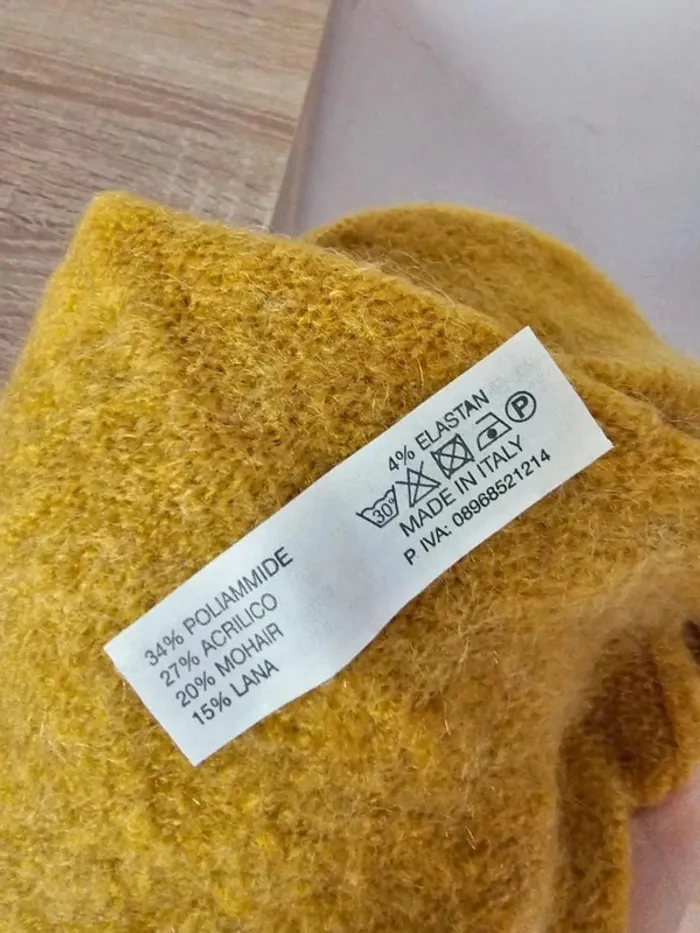 34% POLIAMMIDE
27% ACRILICO
20% MOHAIR
15% LANA
4% ELASTAN
30° P
MADE IN ITALY
P IVA: 08968521214